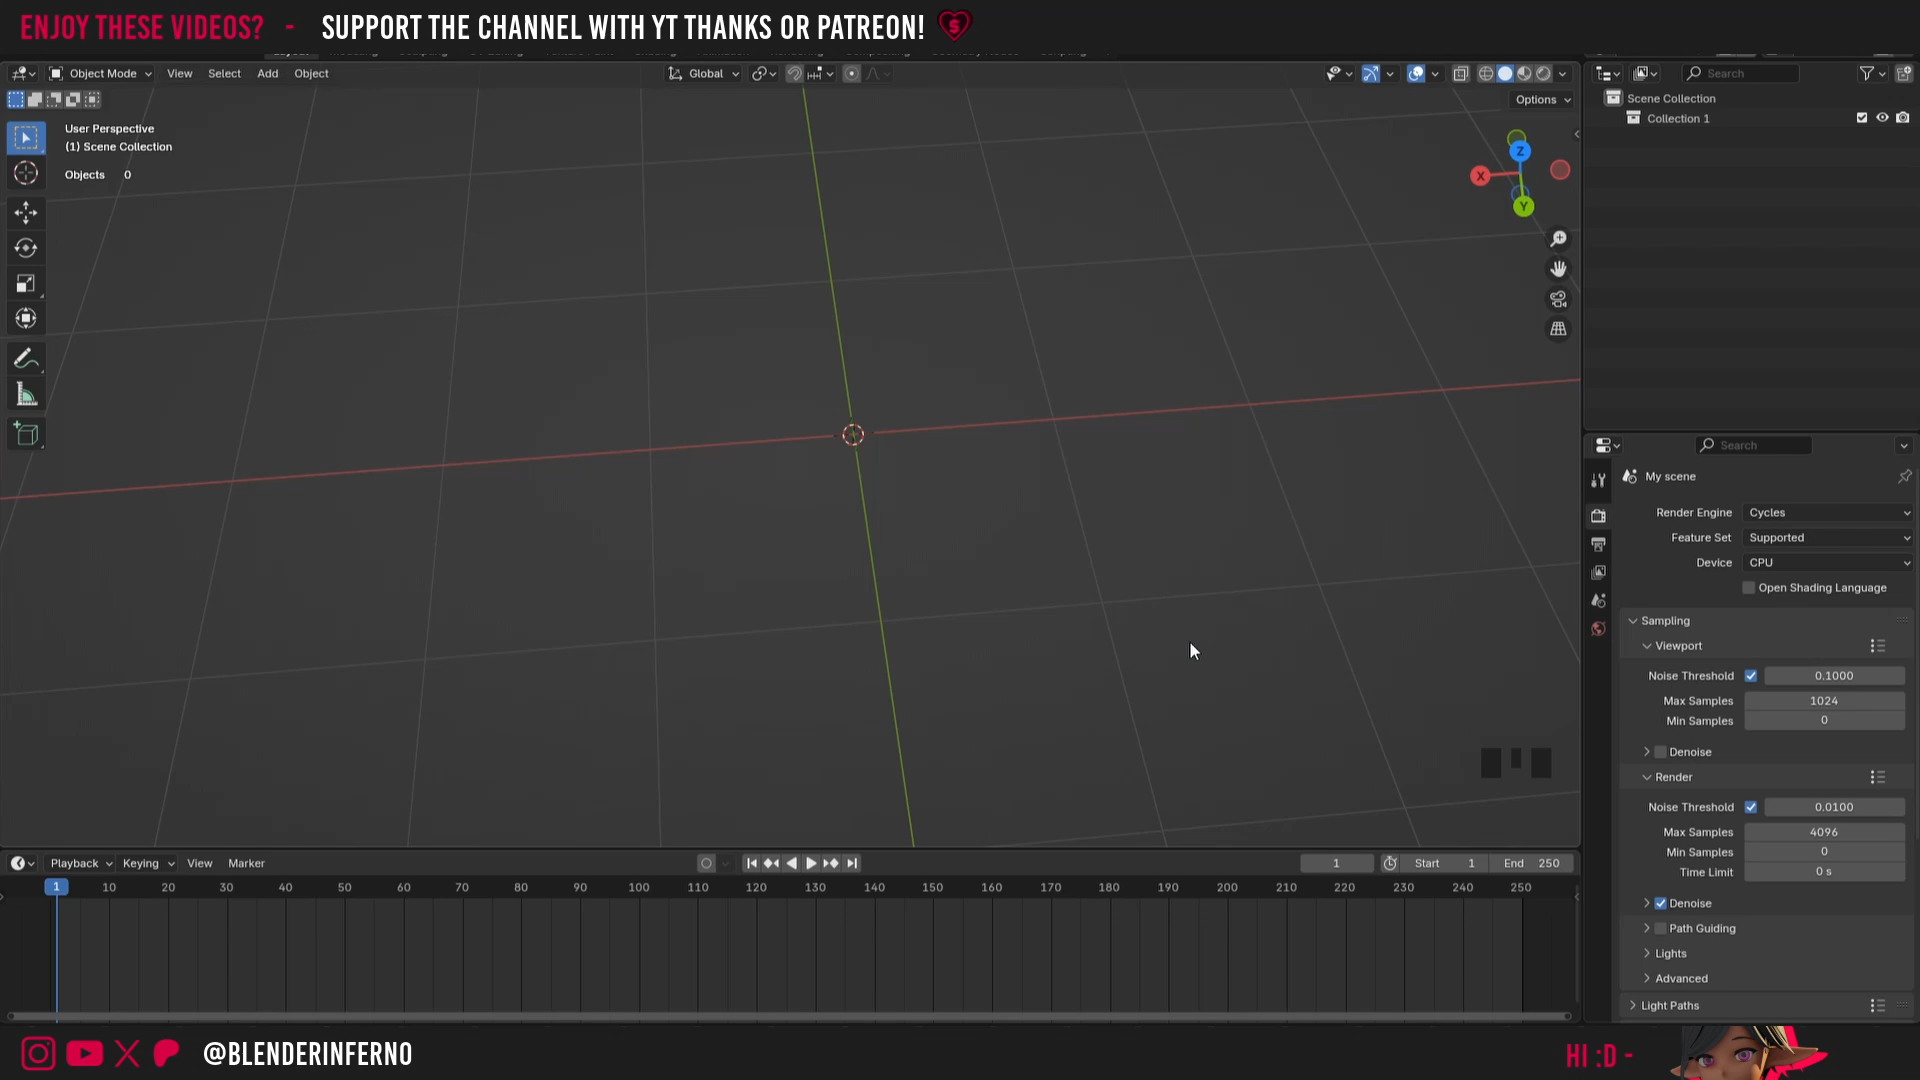 ENJOY THESE VIDEOS? - SUPPORT THE CHANNEL WITH YT THANKS OR PATREON!
Object Mode View Select Add Object Global
Options
User Perspective
(1) Scene Collection
Objects 0
Z
X
Y
Search
Scene Collection
Collection 1
Search
My scene
Render Engine Cycles
Feature Set Supported
Device CPU
Open Shading Language
Sampling
Viewport
Noise Threshold 0.1000
Max Samples 1024
Min Samples 0
Denoise
Render
Noise Threshold 0.0100
Max Samples 4096
Min Samples 0
Time Limit 0 s
Denoise
Path Guiding
Lights
Advanced
Light Paths
Playback Keying View Marker 1 Start 1 End 250
1 10 20 30 40 50 60 70 80 90 100 110 120 130 140 150 160 170 180 190 200 210 220 230 240 250
@BLENDERINFERNO
HI :D -